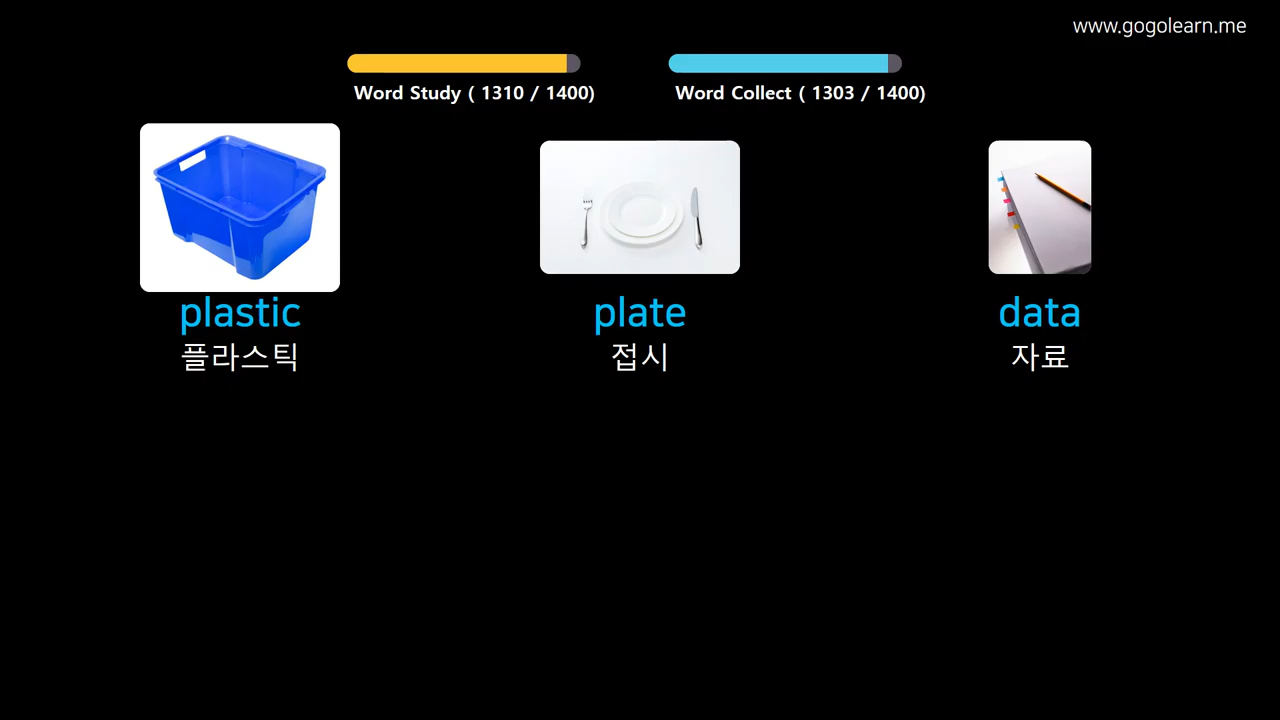 www.gogolearn.me
Word Study ( 1310 / 1400)
Word Collect ( 1303 / 1400)
plastic
플라스틱
plate
접시
data
자료